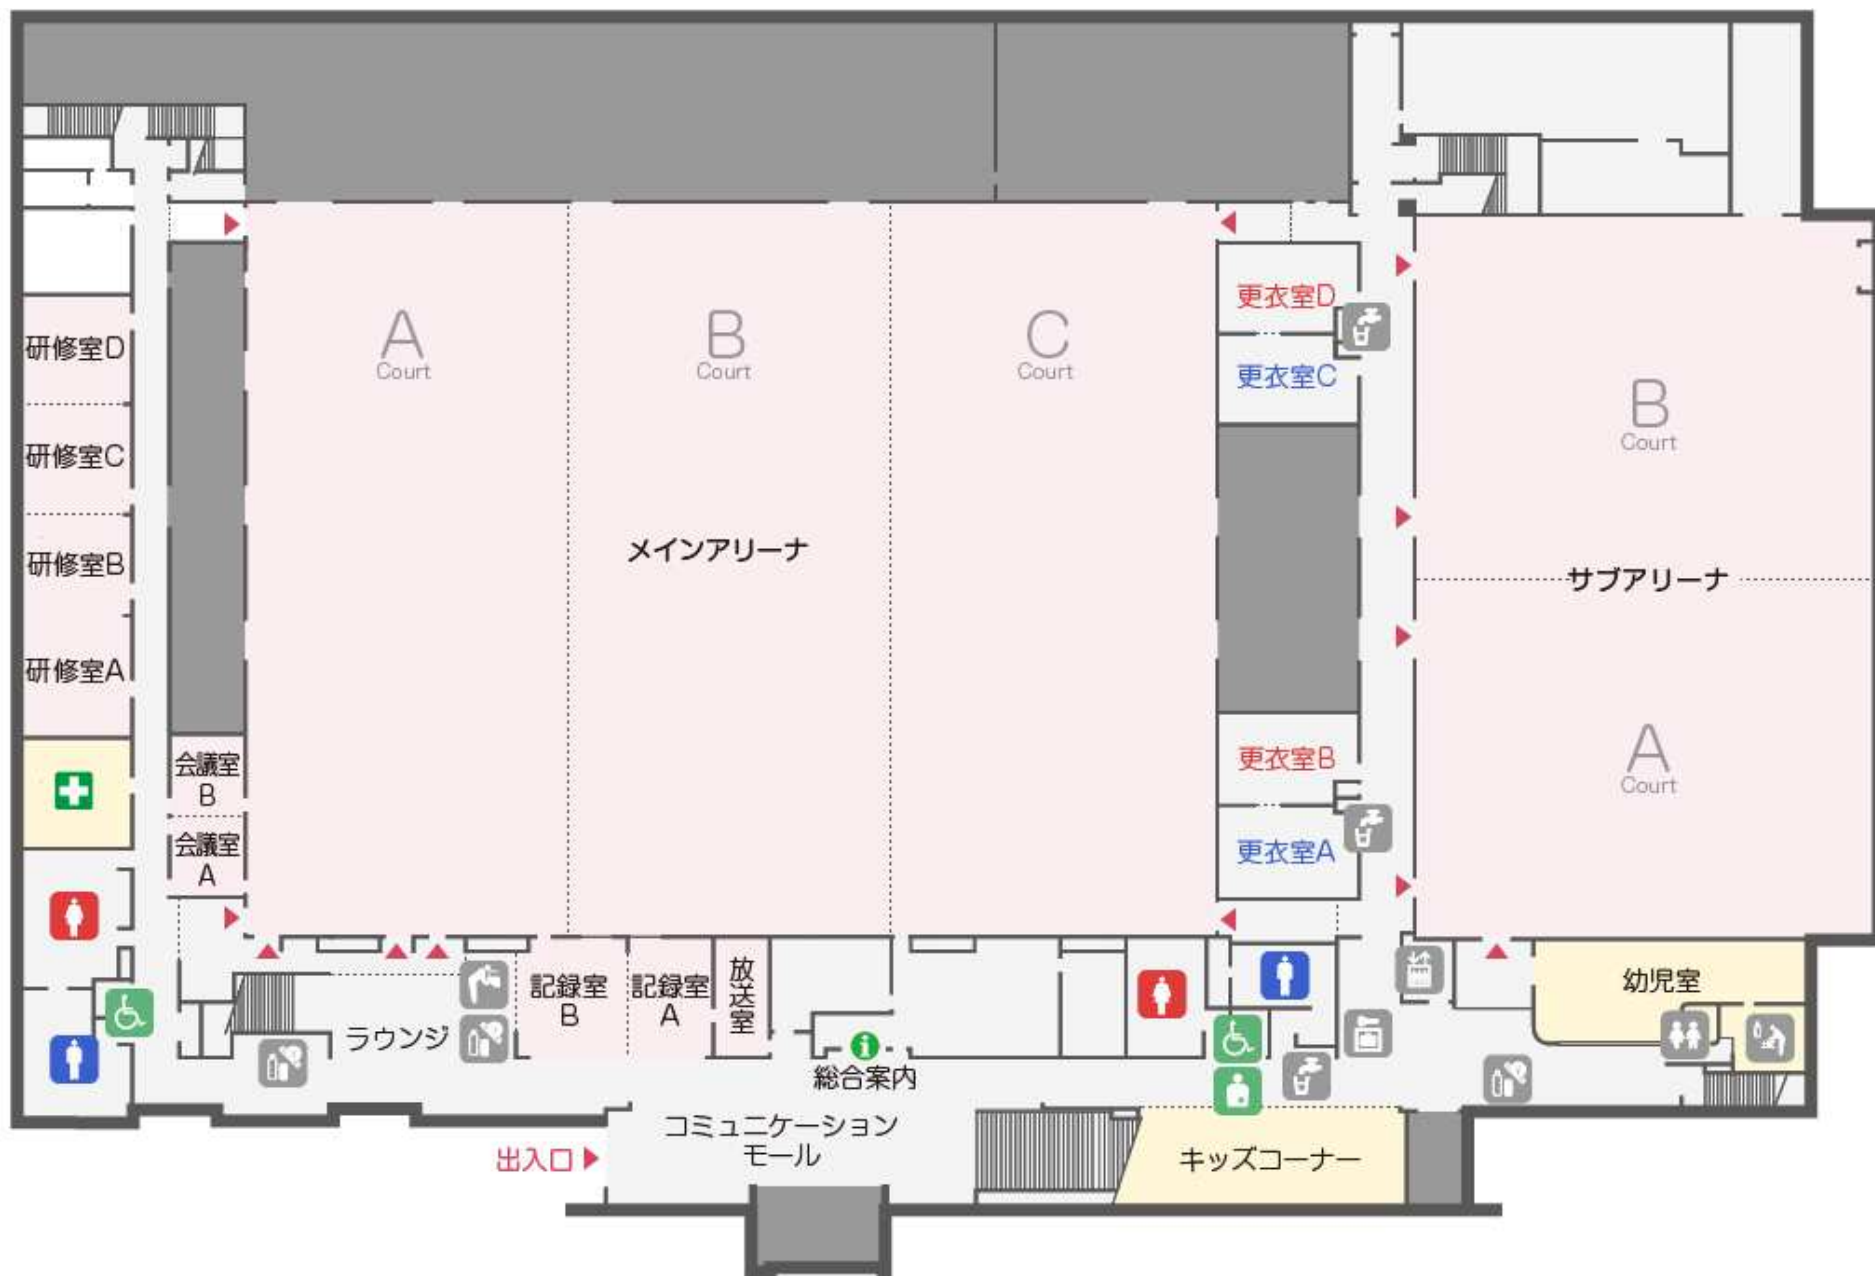 更衣室D
研修室D
A
Court
B
Court
C
Court
更衣室C
B
Court
研修室C
メインアリーナ
研修室B
サブアリーナ
研修室A
会議室
B
更衣室B
A
Court
会議室
A
更衣室A
記録室
B
記録室
A
放送室
幼児室
ラウンジ
総合案内
コミュニケーション
モール
出入口
キッズコーナー